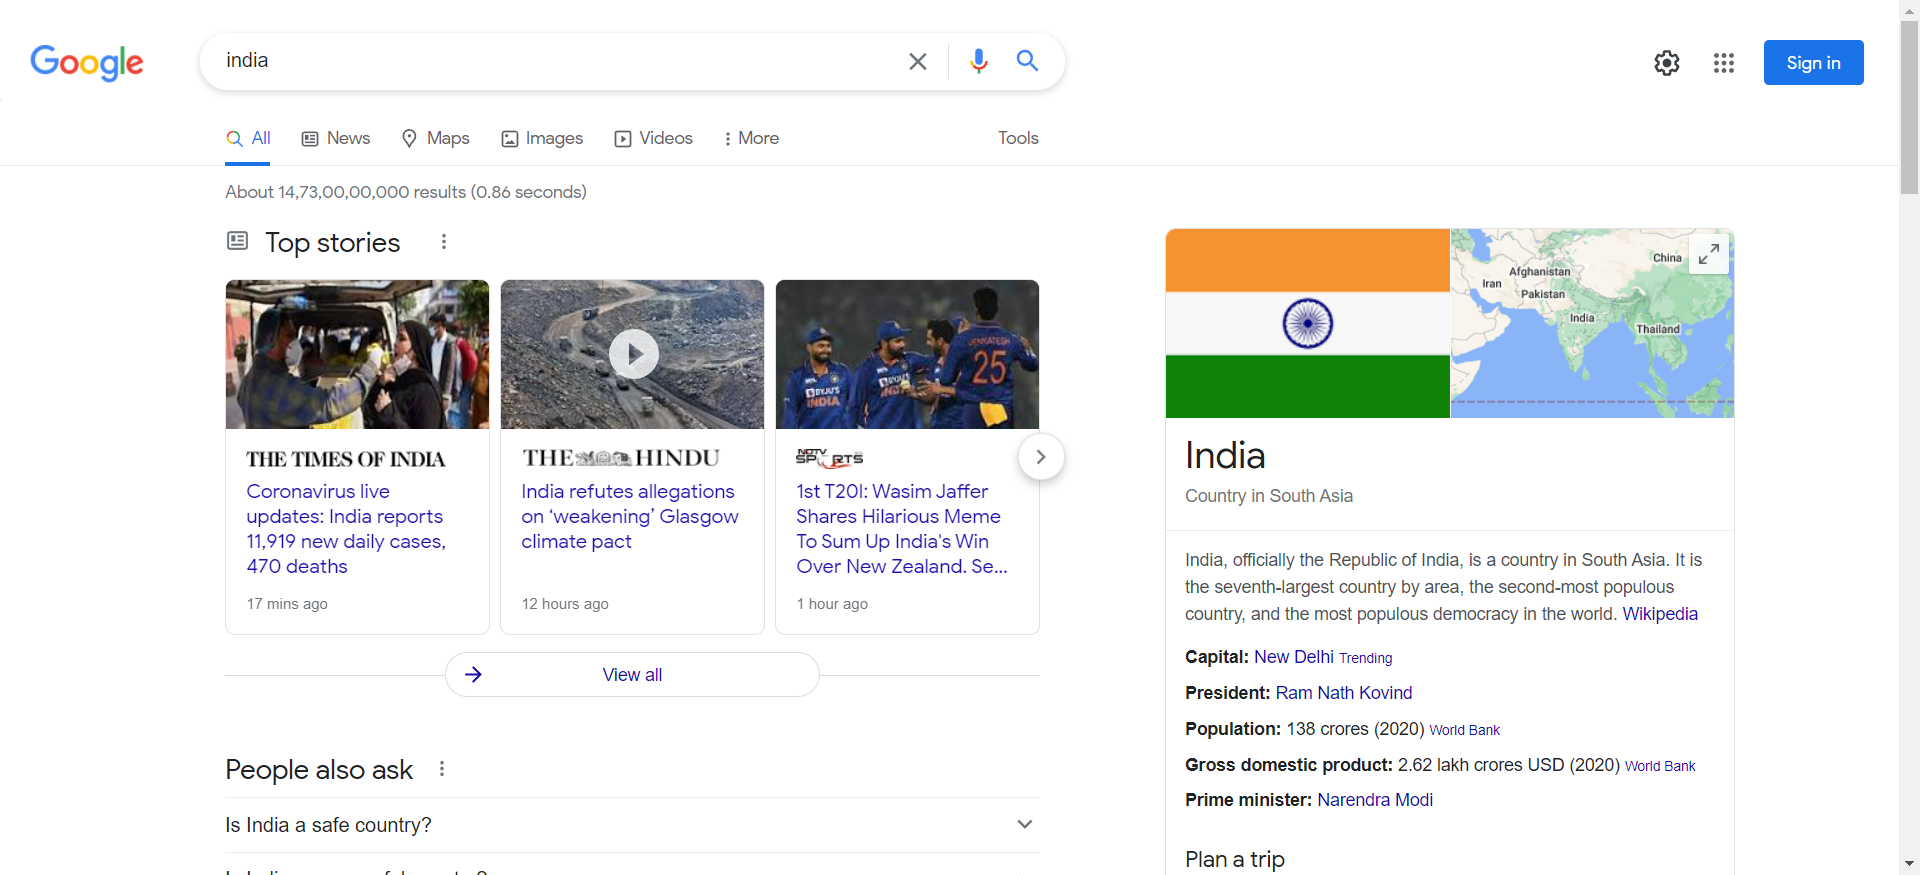 Google
india
Sign in
All
News
Maps
Images
Videos
More
Tools
About 14,73,00,00,000 results (0.86 seconds)
Top stories
VENKATESH
25
BYJU'S
INDIA
THE TIMES OF INDIA
Coronavirus live
updates: India reports
11,919 new daily cases,
470 deaths
17 mins ago
THE HINDU
India refutes allegations
on ‘weakening’ Glasgow
climate pact
12 hours ago
NDTV
SPORTS
1st T20I: Wasim Jaffer
Shares Hilarious Meme
To Sum Up India's Win
Over New Zealand. Se...
1 hour ago
View all
People also ask
Is India a safe country?
China
Afghanistan
Iran
Pakistan
India
Thailand
India
Country in South Asia
India, officially the Republic of India, is a country in South Asia. It is
the seventh-largest country by area, the second-most populous
country, and the most populous democracy in the world. Wikipedia
Capital: New Delhi Trending
President: Ram Nath Kovind
Population: 138 crores (2020) World Bank
Gross domestic product: 2.62 lakh crores USD (2020) World Bank
Prime minister: Narendra Modi
Plan a trip